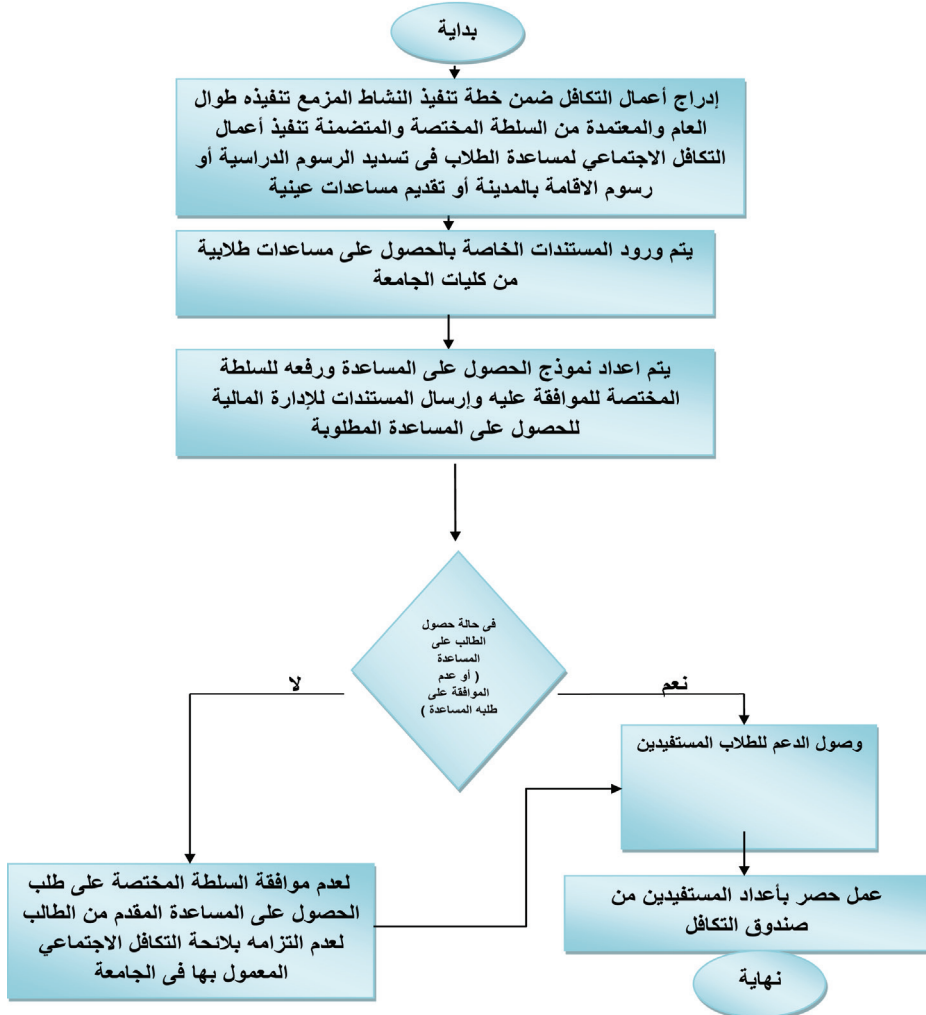 بداية
إدراج أعمال التكافل ضمن خطة تنفيذ النشاط المزمع تنفيذه طوال
العام والمعتمدة من السلطة المختصة والمتضمنة تنفيذ أعمال
التكافل الاجتماعي لمساعدة الطلاب فى تسديد الرسوم الدراسية أو
رسوم الاقامة بالمدينة أو تقديم مساعدات عينية
يتم ورود المستندات الخاصة بالحصول على مساعدات طلابية
من كليات الجامعة
يتم اعداد نموذج الحصول على المساعدة ورفعه للسلطة
المختصة للموافقة عليه وإرسال المستندات للإدارة المالية
للحصول على المساعدة المطلوبة
فى حالة حصول
الطالب على
المساعدة
( أو عدم
الموافقة على
طلبه المساعدة )
نعم
لا
وصول الدعم للطلاب المستفيدين
لعدم موافقة السلطة المختصة على طلب
الحصول على المساعدة المقدم من الطالب
لعدم التزامه بلائحة التكافل الاجتماعي
المعمول بها فى الجامعة
عمل حصر بأعداد المستفيدين من
صندوق التكافل
نهاية